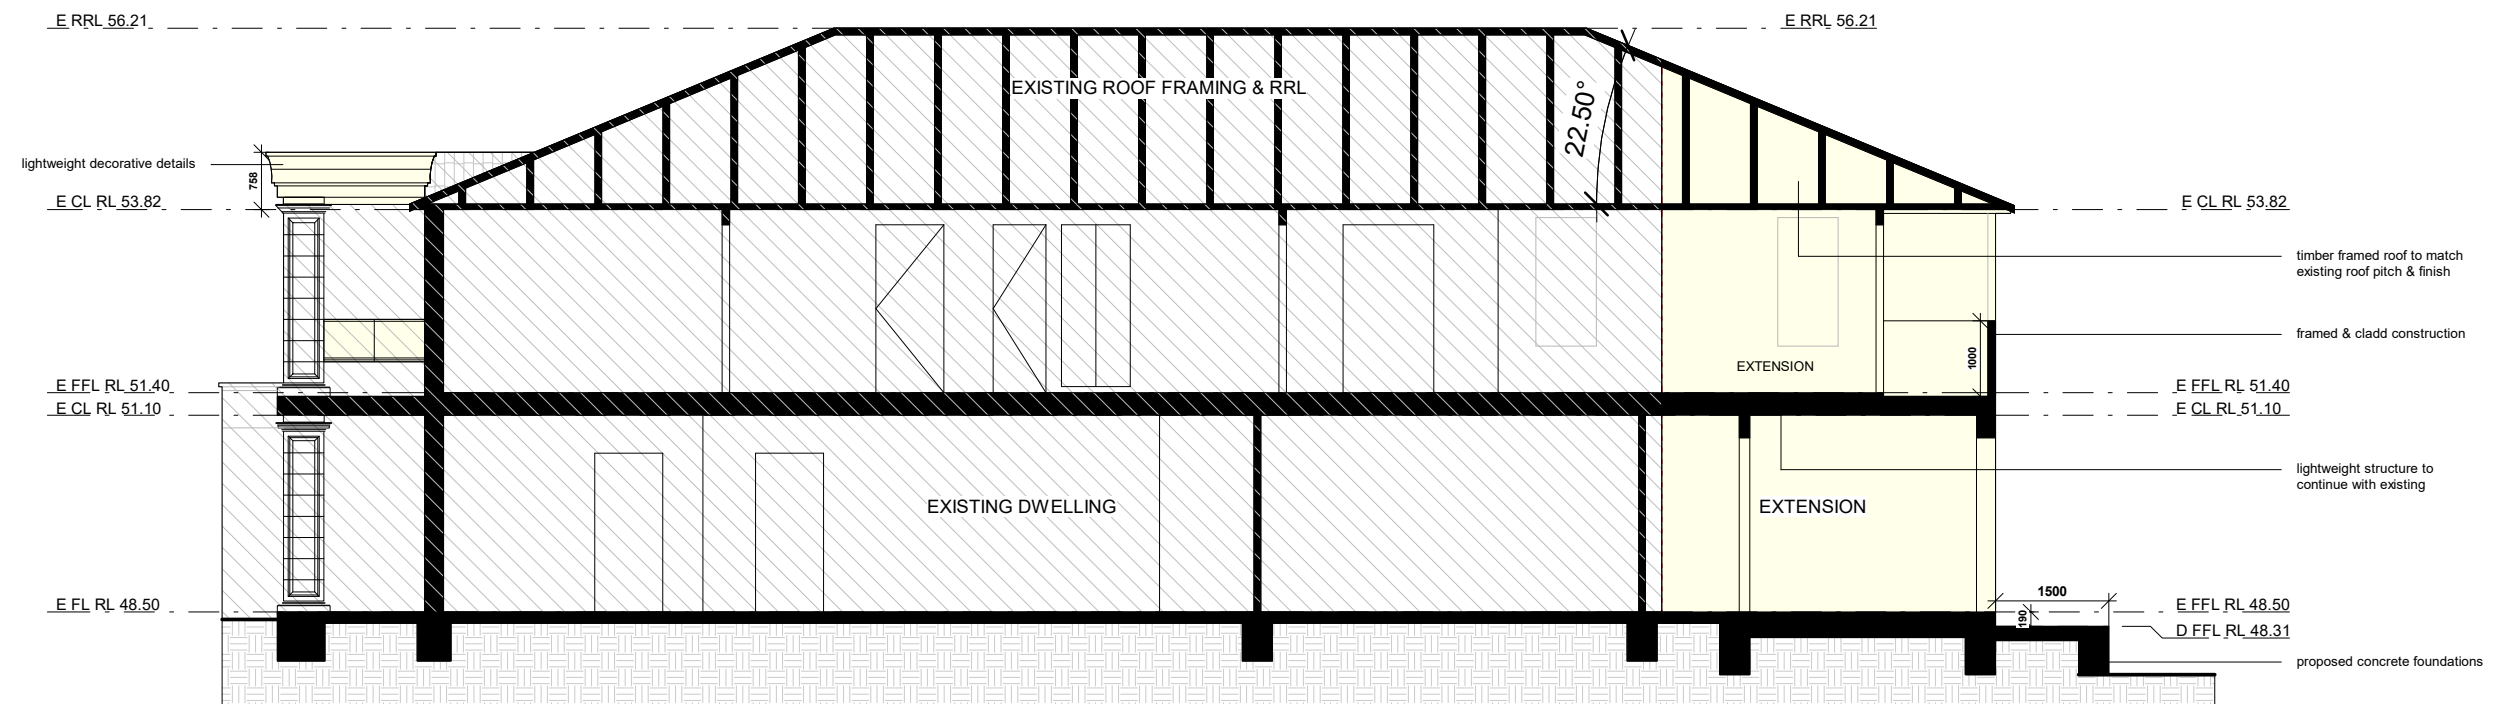 E RRL 56.21
E RRL 56.21
EXISTING ROOF FRAMING & RRL
22.50°
lightweight decorative details
758
E CL RL 53.82
E CL RL 53.82
timber framed roof to match
existing roof pitch & finish
framed & cladd construction
1000
EXTENSION
E FFL RL 51.40
E FFL RL 51.40
E CL RL 51.10
E CL RL 51.10
lightweight structure to
continue with existing
EXISTING DWELLING
EXTENSION
1500
E FL RL 48.50
E FFL RL 48.50
190
D FFL RL 48.31
proposed concrete foundations